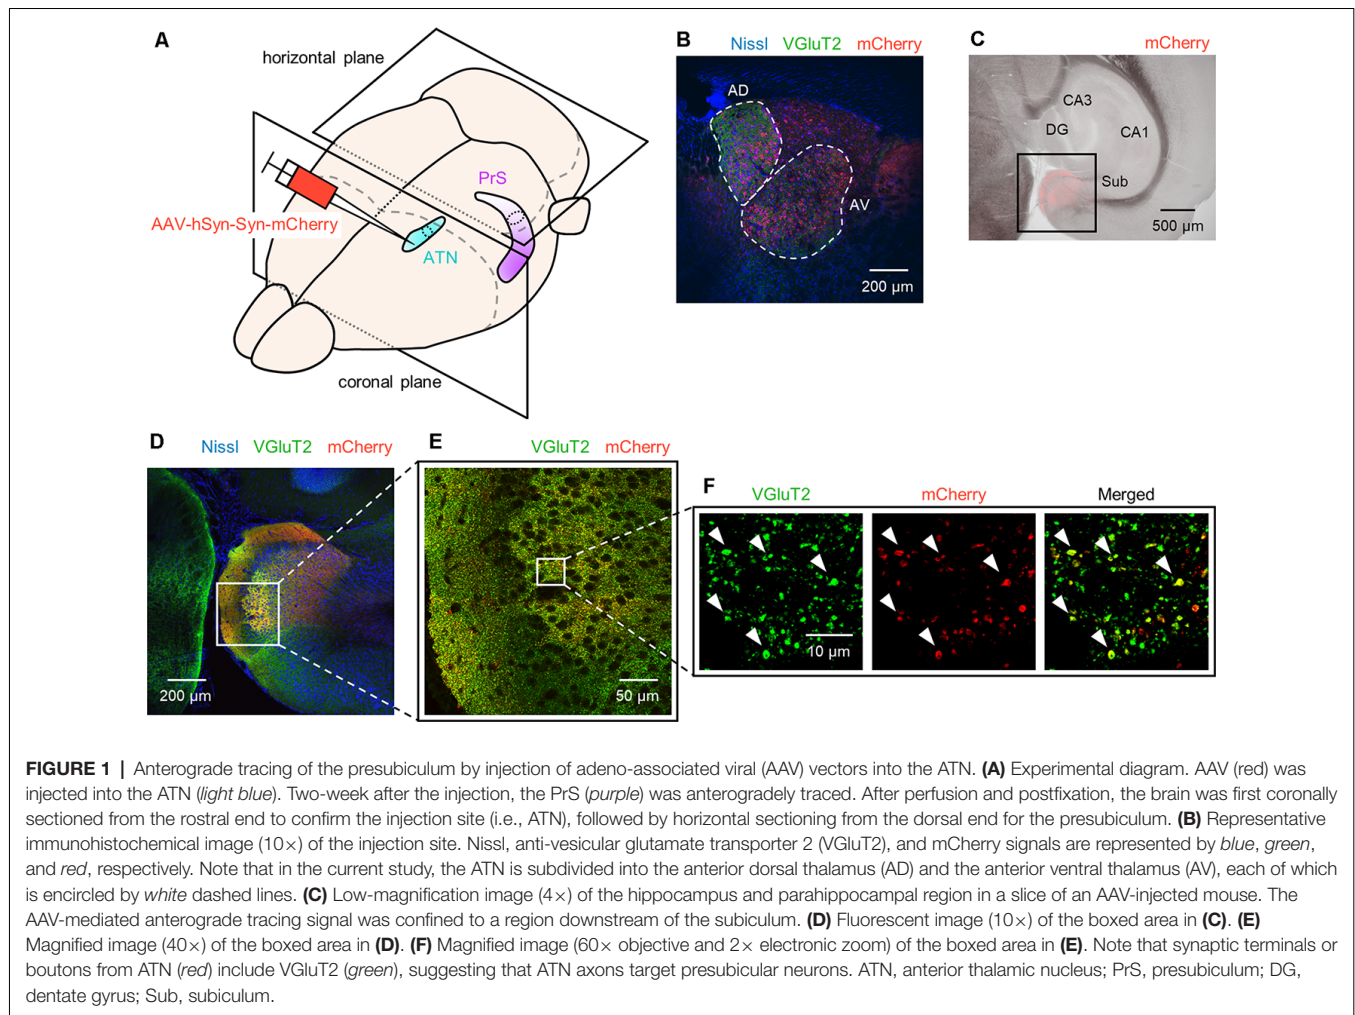 A
horizontal plane
PrS
AAV-hSyn-Syn-mCherry
ATN
coronal plane
B
Nissl VGluT2 mCherry
AD
AV
200 µm
C
mCherry
CA3
DG
CA1
Sub
500 µm
D
Nissl VGluT2 mCherry
200 µm
E
VGluT2 mCherry
50 µm
F
VGluT2 mCherry Merged
10 µm
FIGURE 1 | Anterograde tracing of the presubiculum by injection of adeno-associated viral (AAV) vectors into the ATN. (A) Experimental diagram. AAV (red) was
injected into the ATN (light blue). Two-week after the injection, the PrS (purple) was anterogradely traced. After perfusion and postfixation, the brain was first coronally
sectioned from the rostral end to confirm the injection site (i.e., ATN), followed by horizontal sectioning from the dorsal end for the presubiculum. (B) Representative
immunohistochemical image (10×) of the injection site. Nissl, anti-vesicular glutamate transporter 2 (VGluT2), and mCherry signals are represented by blue, green,
and red, respectively. Note that in the current study, the ATN is subdivided into the anterior dorsal thalamus (AD) and the anterior ventral thalamus (AV), each of which
is encircled by white dashed lines. (C) Low-magnification image (4×) of the hippocampus and parahippocampal region in a slice of an AAV-injected mouse. The
AAV-mediated anterograde tracing signal was confined to a region downstream of the subiculum. (D) Fluorescent image (10×) of the boxed area in (C). (E)
Magnified image (40×) of the boxed area in (D). (F) Magnified image (60× objective and 2× electronic zoom) of the boxed area in (E). Note that synaptic terminals or
boutons from ATN (red) include VGluT2 (green), suggesting that ATN axons target presubicular neurons. ATN, anterior thalamic nucleus; PrS, presubiculum; DG,
dentate gyrus; Sub, subiculum.